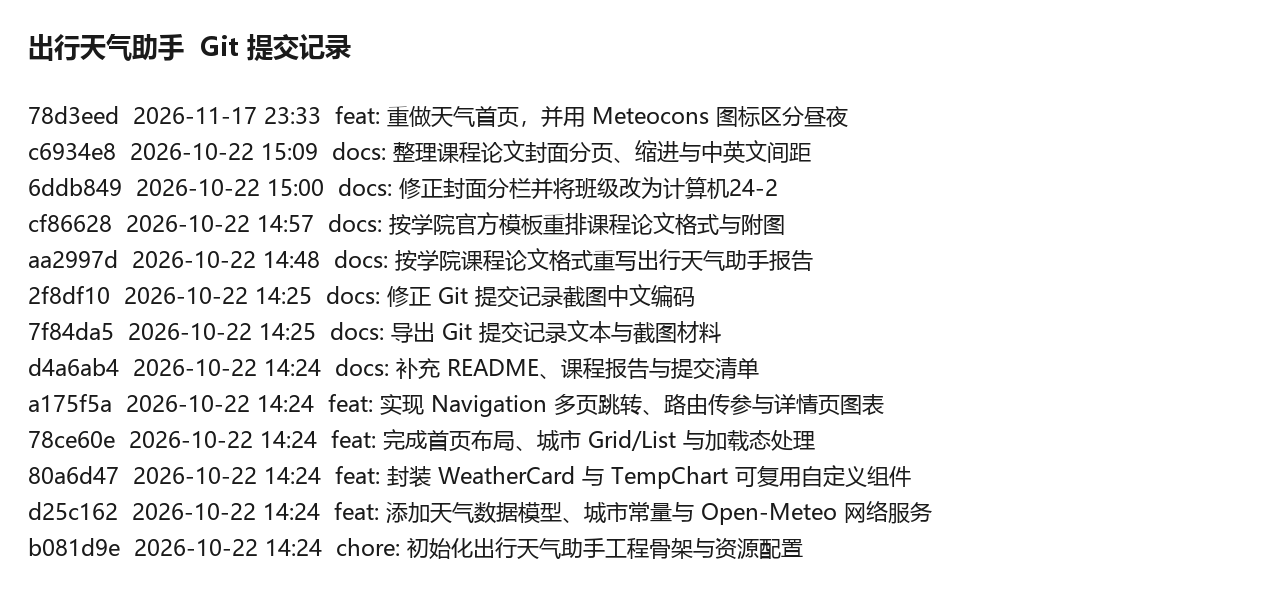 出行天气助手 Git 提交记录
78d3eed 2026-11-17 23:33 feat: 重做天气首页，并用 Meteocons 图标区分昼夜
c6934e8 2026-10-22 15:09 docs: 整理课程论文封面分页、缩进与中英文间距
6ddb849 2026-10-22 15:00 docs: 修正封面分栏并将班级改为计算机24-2
cf86628 2026-10-22 14:57 docs: 按学院官方模板重排课程论文格式与附图
aa2997d 2026-10-22 14:48 docs: 按学院课程论文格式重写出行天气助手报告
2f8df10 2026-10-22 14:25 docs: 修正 Git 提交记录截图中文编码
7f84da5 2026-10-22 14:25 docs: 导出 Git 提交记录文本与截图材料
d4a6ab4 2026-10-22 14:24 docs: 补充 README、课程报告与提交清单
a175f5a 2026-10-22 14:24 feat: 实现 Navigation 多页跳转、路由传参与详情页图表
78ce60e 2026-10-22 14:24 feat: 完成首页布局、城市 Grid/List 与加载态处理
80a6d47 2026-10-22 14:24 feat: 封装 WeatherCard 与 TempChart 可复用自定义组件
d25c162 2026-10-22 14:24 feat: 添加天气数据模型、城市常量与 Open-Meteo 网络服务
b081d9e 2026-10-22 14:24 chore: 初始化出行天气助手工程骨架与资源配置